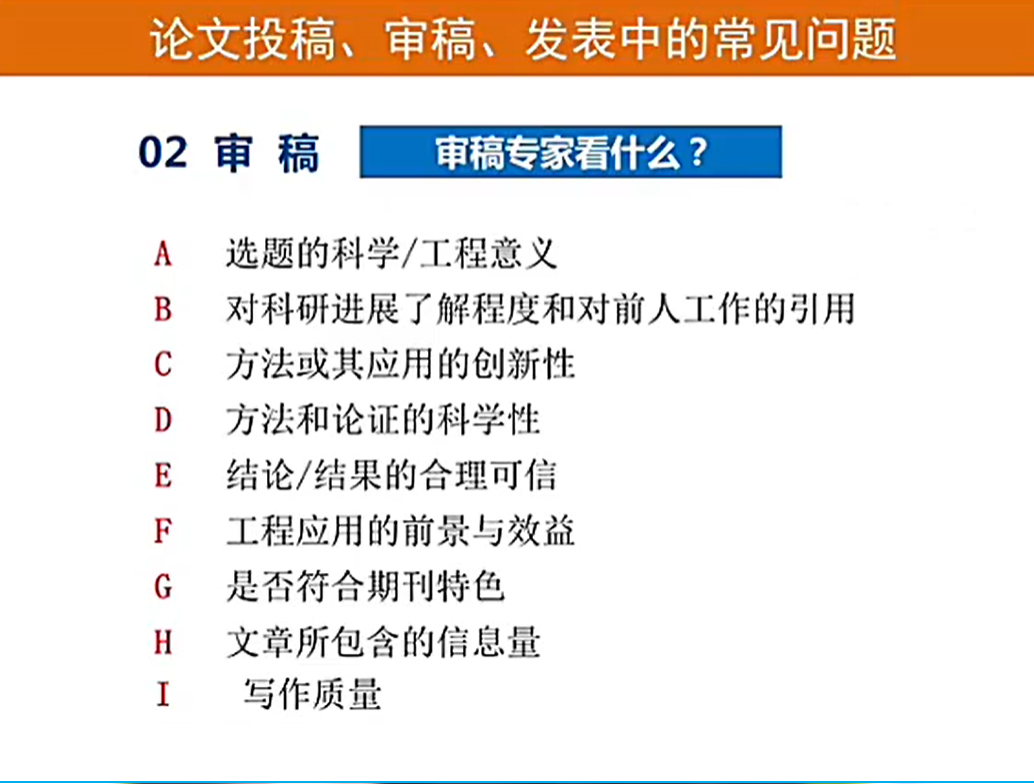 论文投稿、审稿、发表中的常见问题
02 审 稿 审稿专家看什么？
A 选题的科学/工程意义
B 对科研进展了解程度和对前人工作的引用
C 方法或其应用的创新性
D 方法和论证的科学性
E 结论/结果的合理可信
F 工程应用的前景与效益
G 是否符合期刊特色
H 文章所包含的信息量
I 写作质量